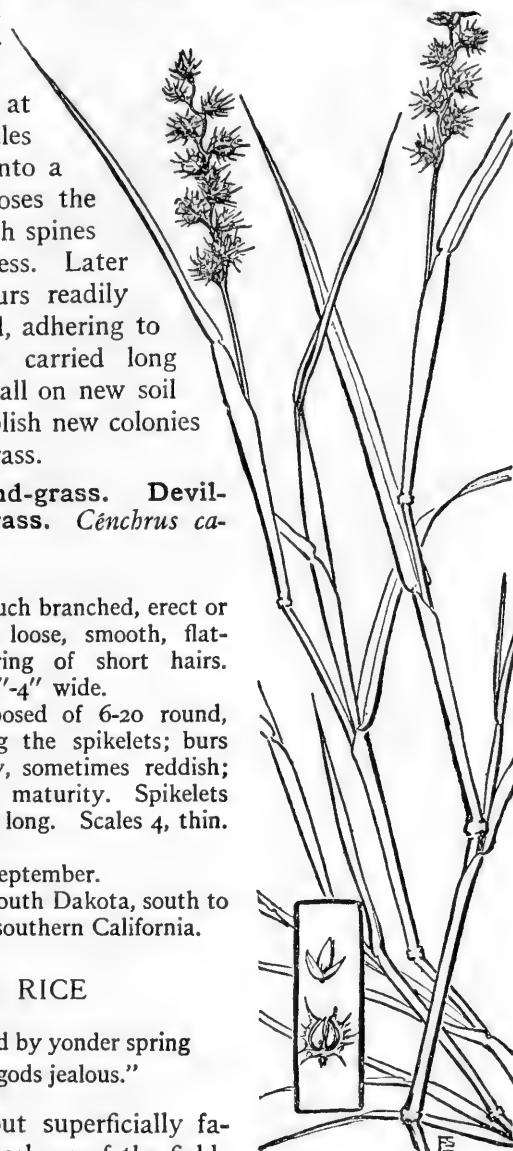 at
les
nto a
oses the
h spines
ess. Later
urs readily
l, adhering to
carried long
all on new soil
olish new colonies
rass.
nd-grass. Devil-
rass. Cénchrus ca-
uch branched, erect or
loose, smooth, flat-
ring of short hairs.
"-4" wide.
posed of 6-20 round,
g the spikelets; burs
y, sometimes reddish;
maturity. Spikelets
long. Scales 4, thin.
eptember.
outh Dakota, south to
southern California.
RICE
d by yonder spring
gods jealous."
out superficially fa-